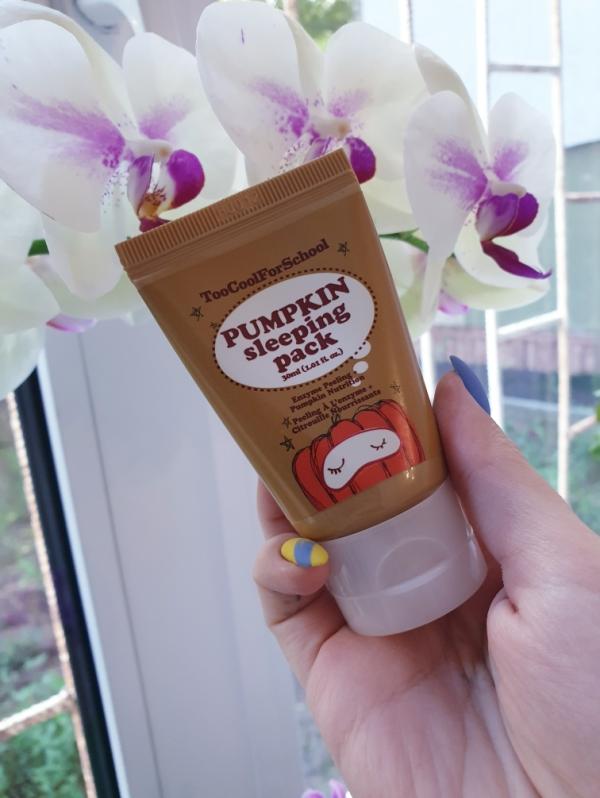 TooCoolForSchool
PUMPKIN
sleeping
pack
30ml (1.01 fl. oz.)
Enzyme Peeling
Pumpkin Nutrition
Peeling À L'enzyme +
Citrouille Nourrissante